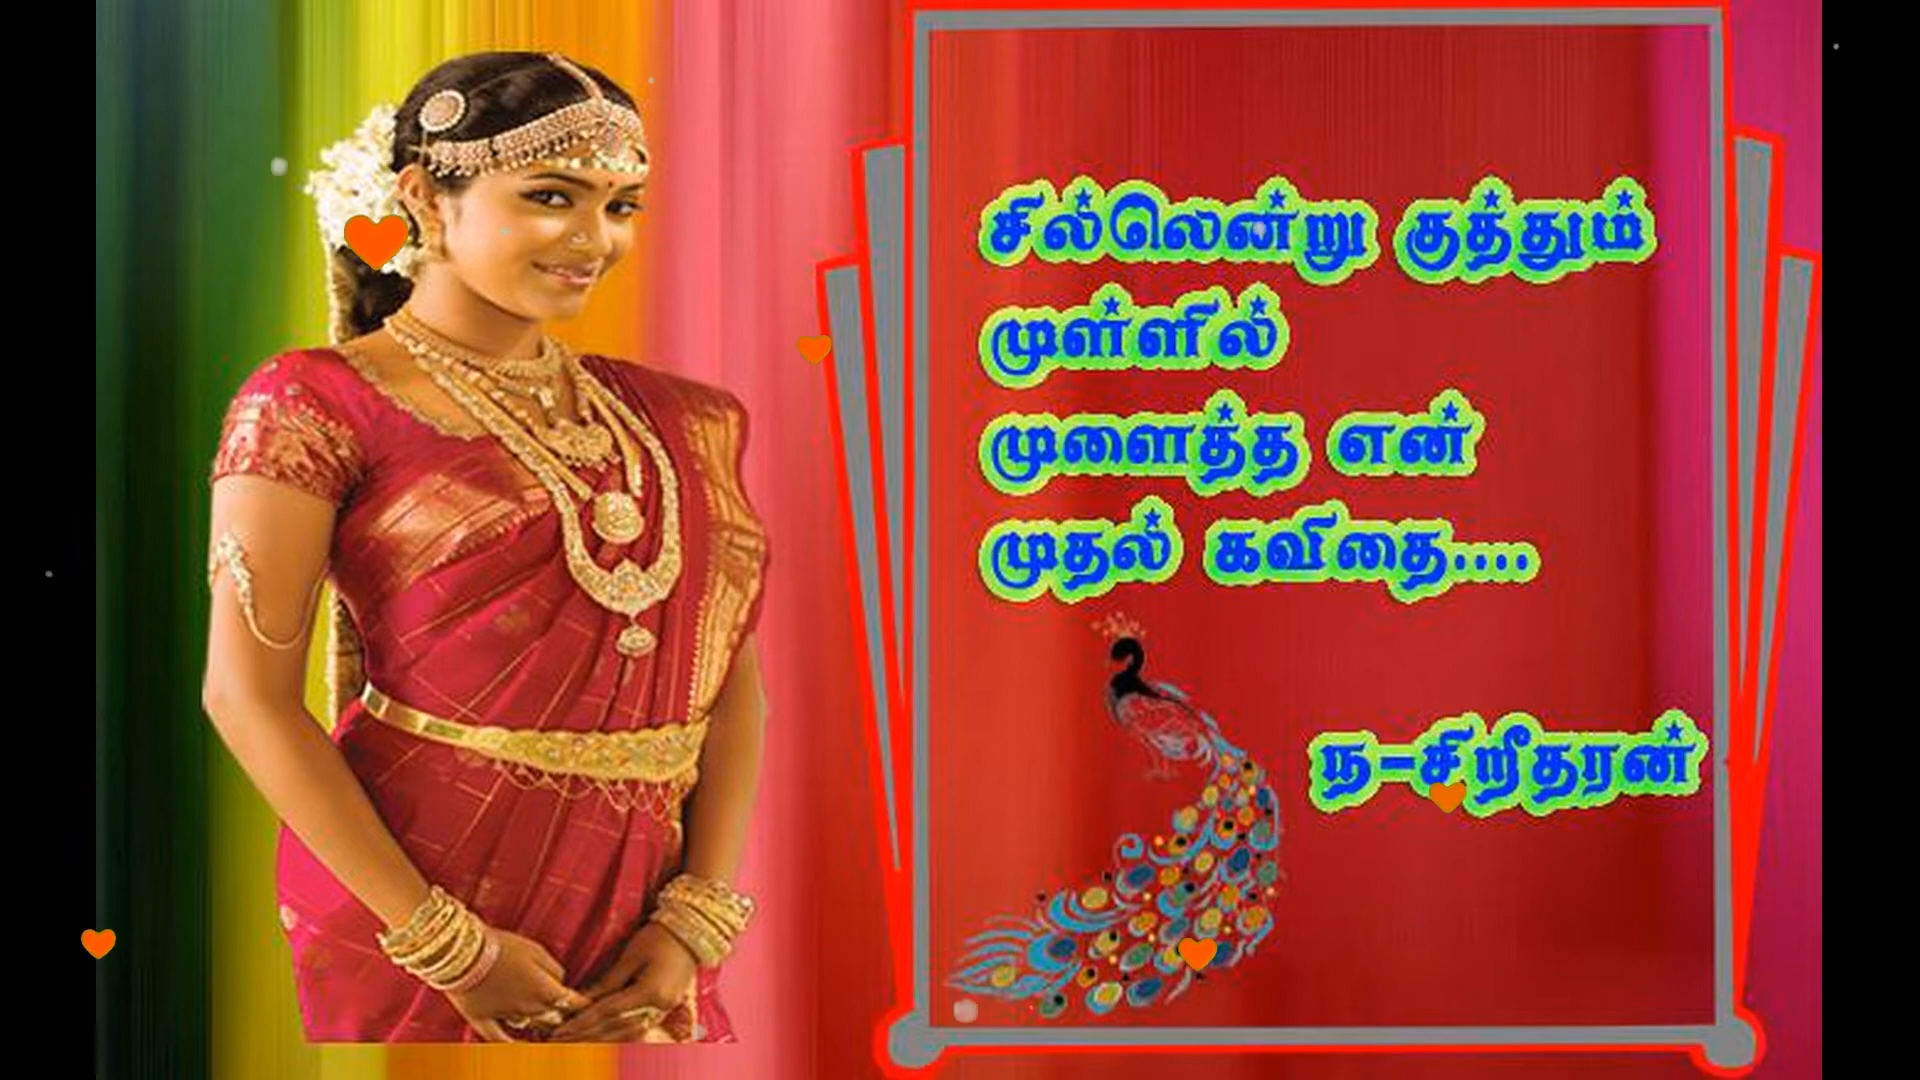 சில்லென்று குத்தும்
முள்ளில்
முளைத்த என்
முதல் கவிதை....
ந-சிறீதரன்